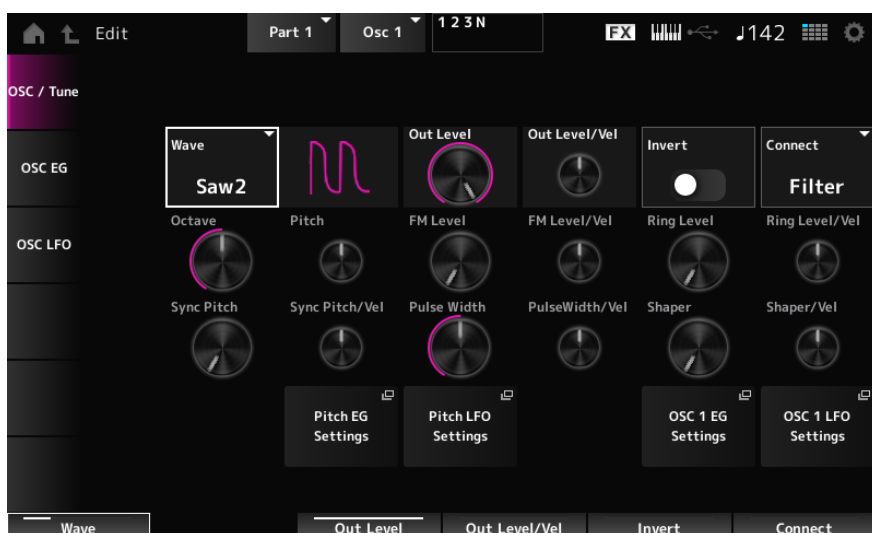 Edit
Part 1
Osc 1
1 2 3 N
FX
♩142
OSC / Tune
OSC EG
OSC LFO
Wave
Saw2
Out Level
Out Level/Vel
Invert
Connect
Filter
Octave
Pitch
FM Level
FM Level/Vel
Ring Level
Ring Level/Vel
Sync Pitch
Sync Pitch/Vel
Pulse Width
PulseWidth/Vel
Shaper
Shaper/Vel
Pitch EG
Settings
Pitch LFO
Settings
OSC 1 EG
Settings
OSC 1 LFO
Settings
Wave
Out Level
Out Level/Vel
Invert
Connect